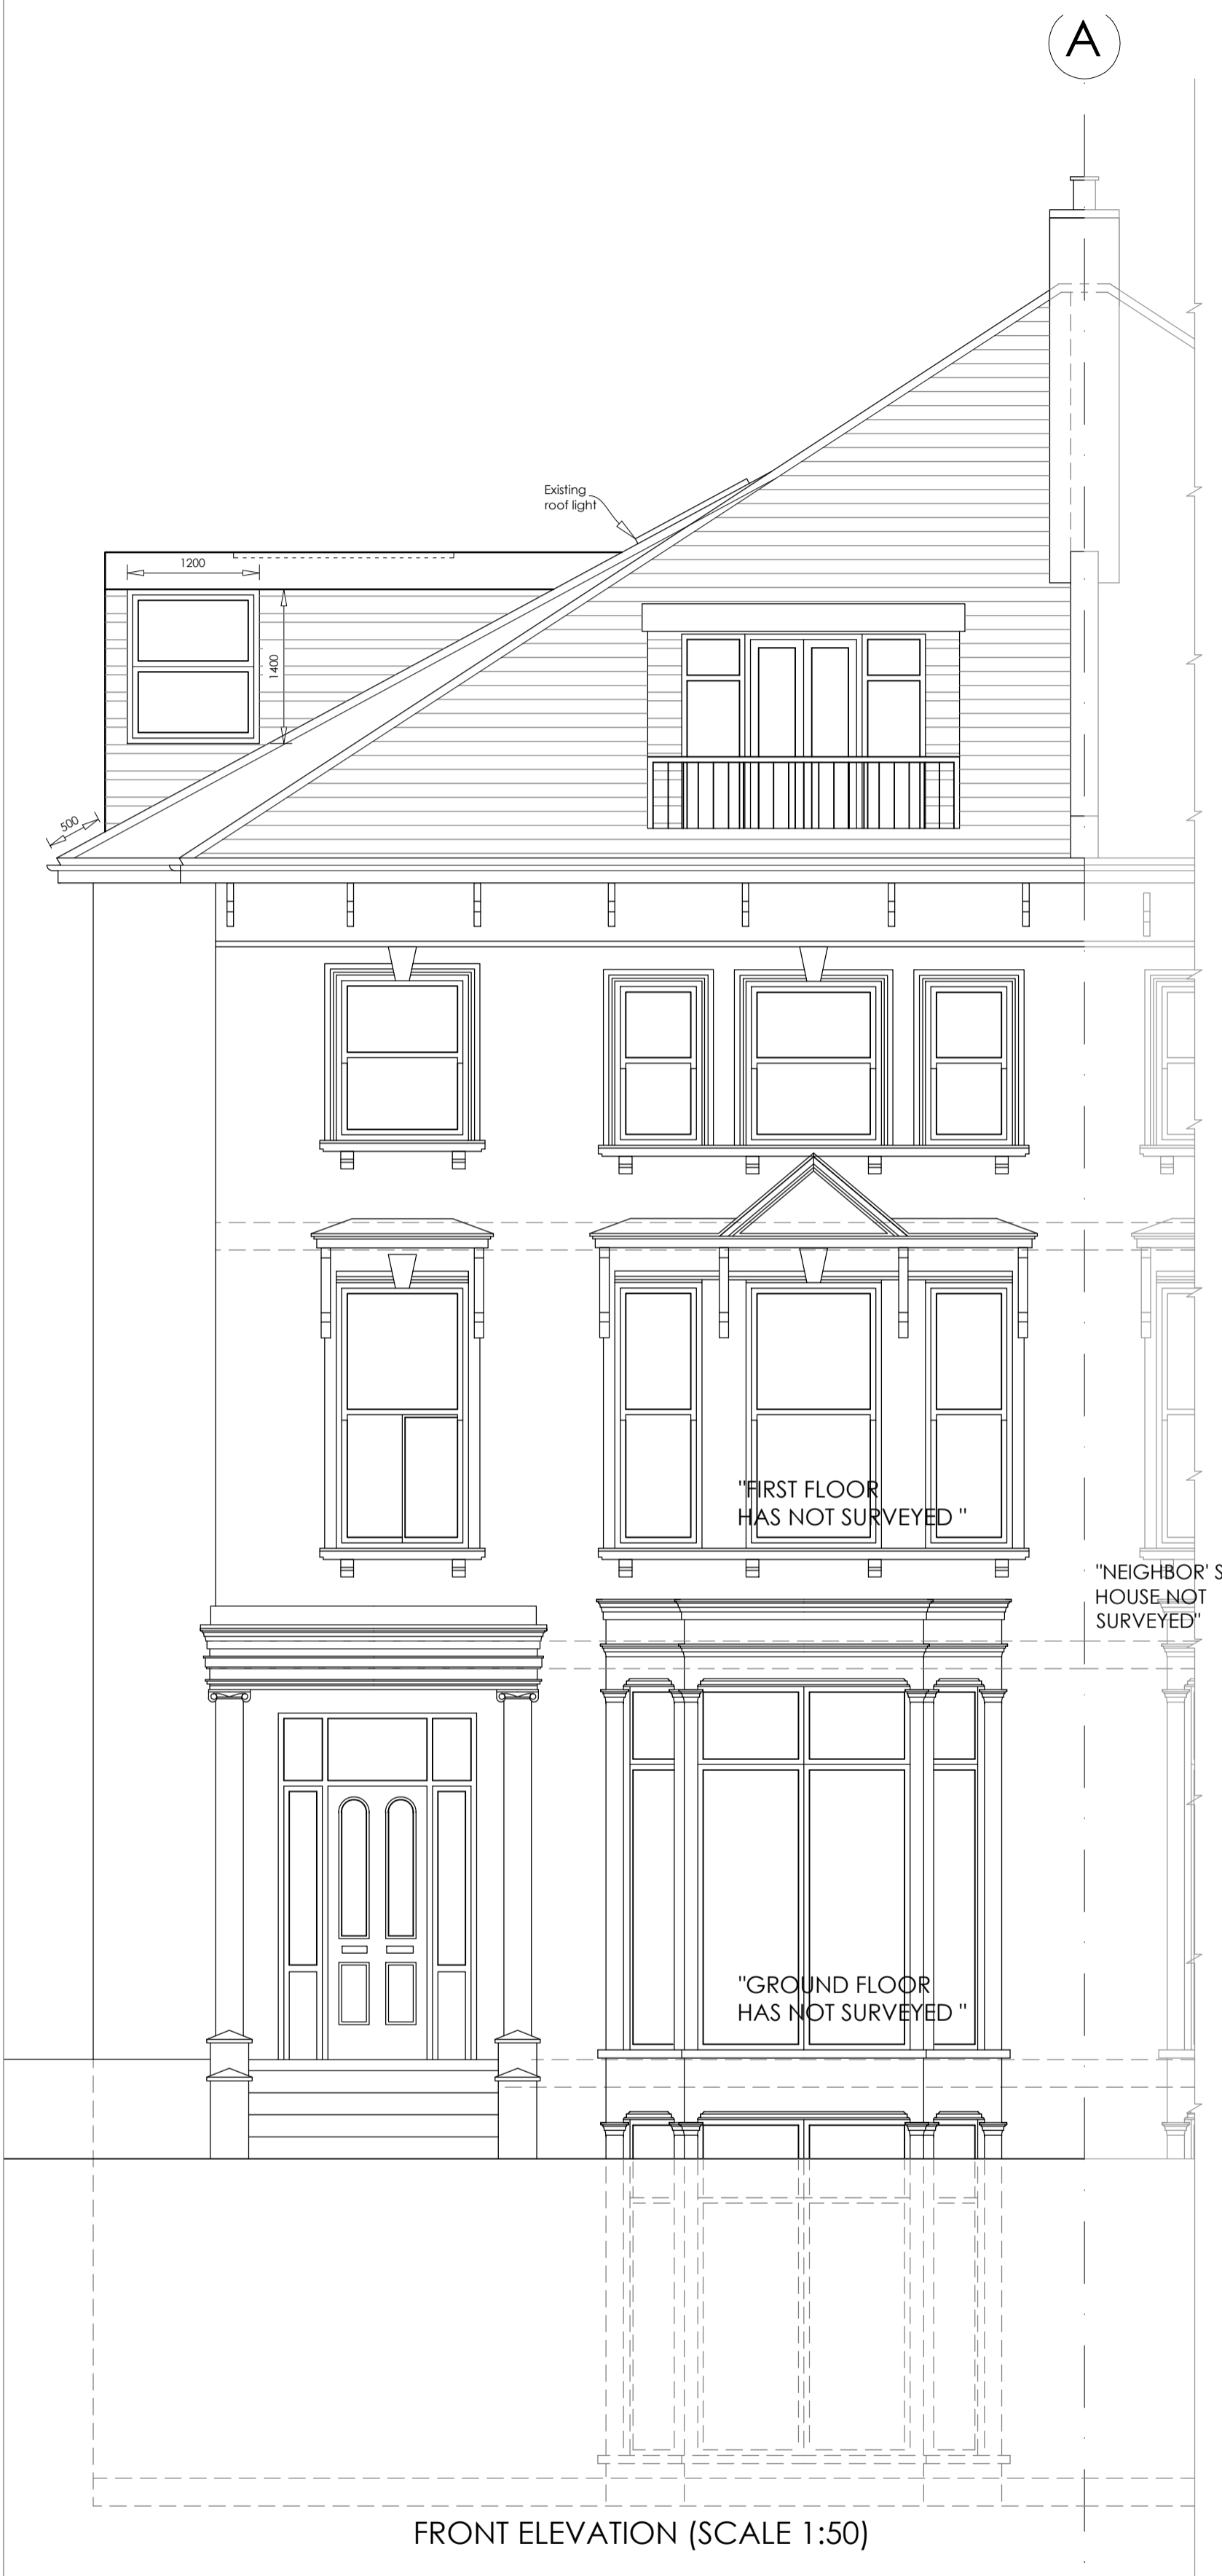 A
Existing
roof light
1200
1400
500
"FIRST FLOOR
HAS NOT SURVEYED "
"NEIGHBOR' S
HOUSE NOT
SURVEYED"
"GROUND FLOOR
HAS NOT SURVEYED "
FRONT ELEVATION (SCALE 1:50)